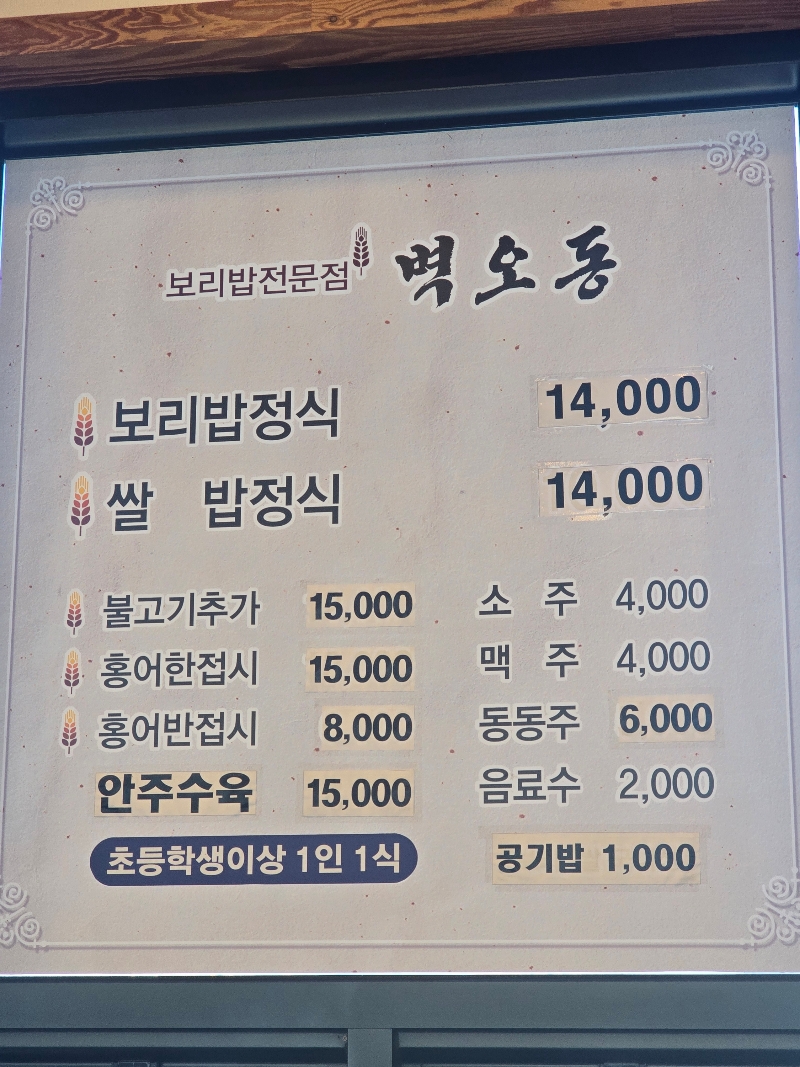 보리밥전문점 벽오동
보리밥정식 14,000
쌀 밥정식 14,000
불고기추가 15,000
홍어한접시 15,000
홍어반접시 8,000
안주수육 15,000
초등학생이상 1인 1식
소 주 4,000
맥 주 4,000
동동주 6,000
음료수 2,000
공기밥 1,000